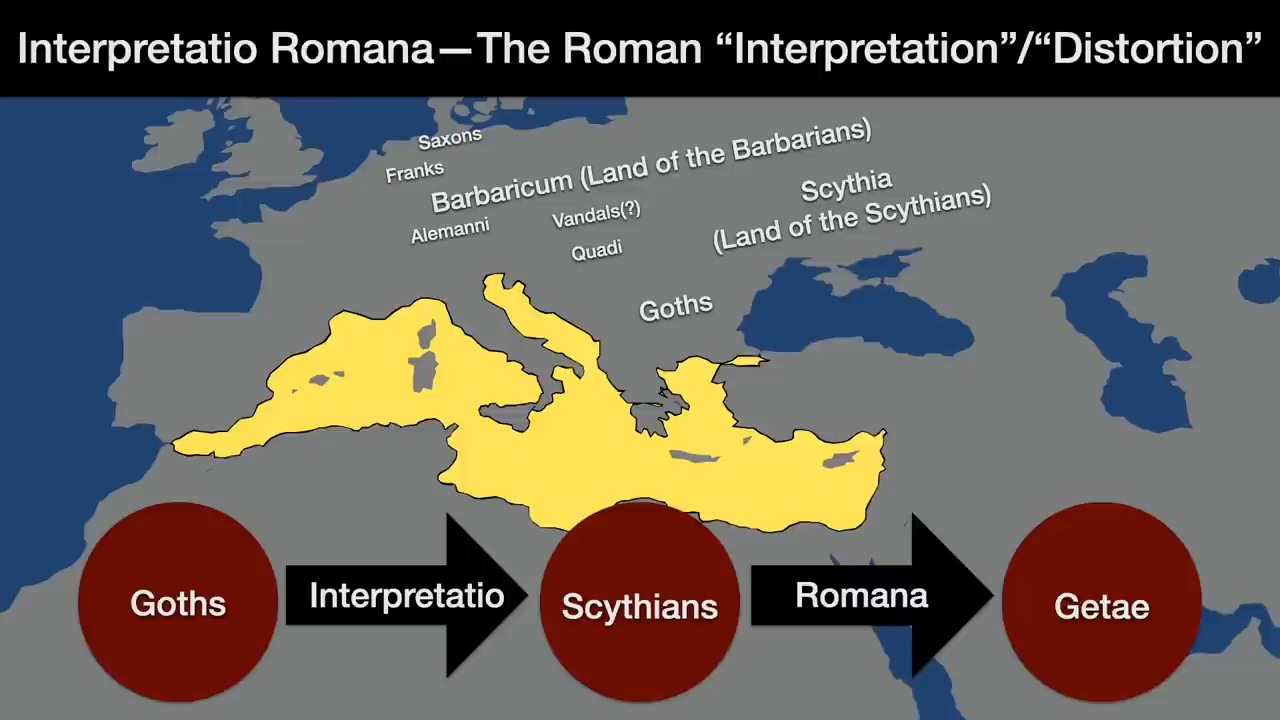 Interpretatio Romana—The Roman “Interpretation”/“Distortion”
Saxons
Franks
Barbaricum (Land of the Barbarians)
Scythia
(Land of the Scythians)
Alemanni
Vandals(?)
Quadi
Goths
Goths
Interpretatio
Scythians
Romana
Getae